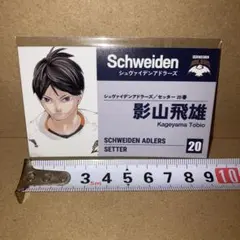 Schweiden
シュヴァイデンアドラーズ
シュヴァイデンアドラーズ／セッター 20番
影山飛雄
Kageyama Tobio
SCHWEIDEN ADLERS
SETTER
20
3 4 5 6 7 8 9 10